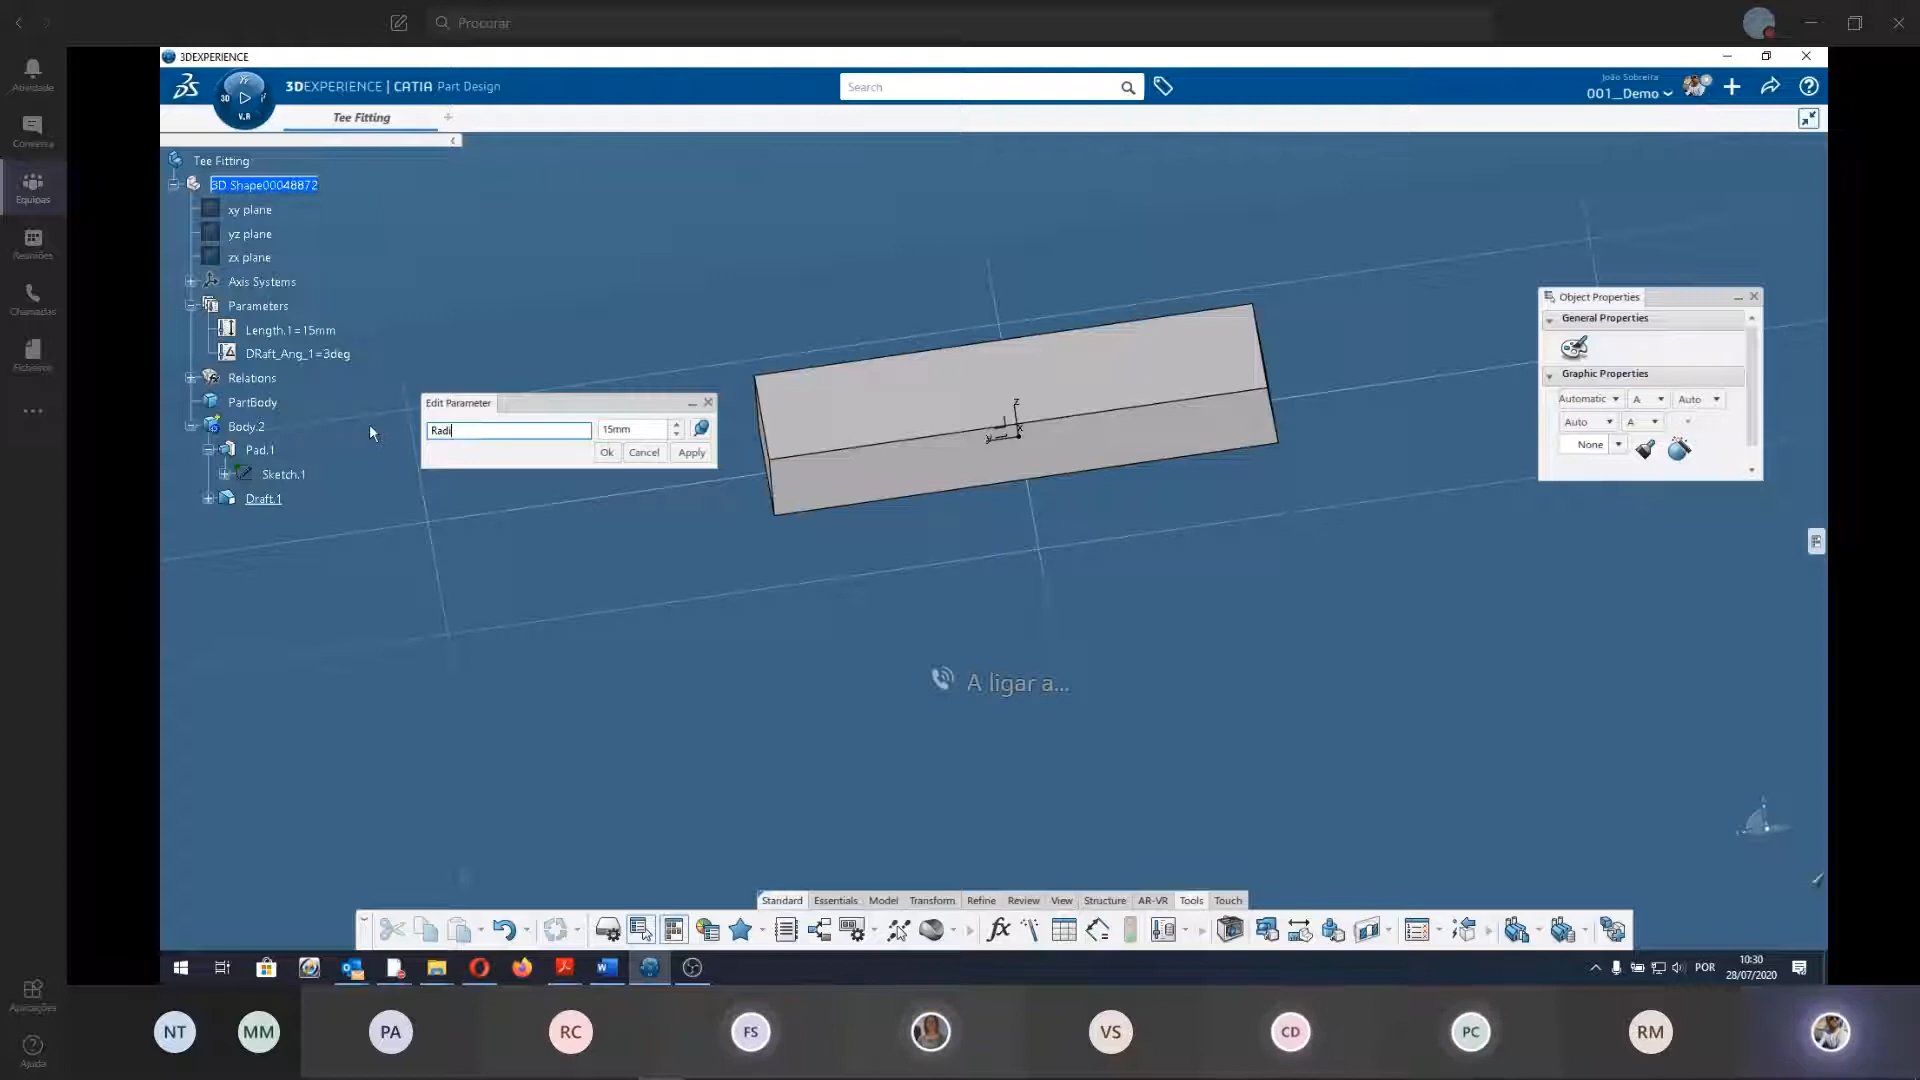 Procurar
Atividade
Conversa
Equipas
Reuniões
Chamadas
Ficheiros
Aplicações
Ajuda
3DEXPERIENCE
3DEXPERIENCE | CATIA Part Design
3D
V.R
Search
João Sobreira
001__Demo
Tee Fitting
Tee Fitting
3D Shape00048872
xy plane
yz plane
zx plane
Axis Systems
Parameters
Length.1=15mm
DRaft_Ang_1=3deg
Relations
PartBody
Body.2
Pad.1
Sketch.1
Draft.1
Edit Parameter
Radi
15mm
Ok
Cancel
Apply
z
x
y
Object Properties
General Properties
Graphic Properties
Automatic
A
Auto
Auto
A
None
A ligar a...
Standard
Essentials
Model
Transform
Refine
Review
View
Structure
AR-VR
Tools
Touch
fx
POR
10:30
28/07/2020
NT
MM
PA
RC
FS
VS
CD
PC
RM